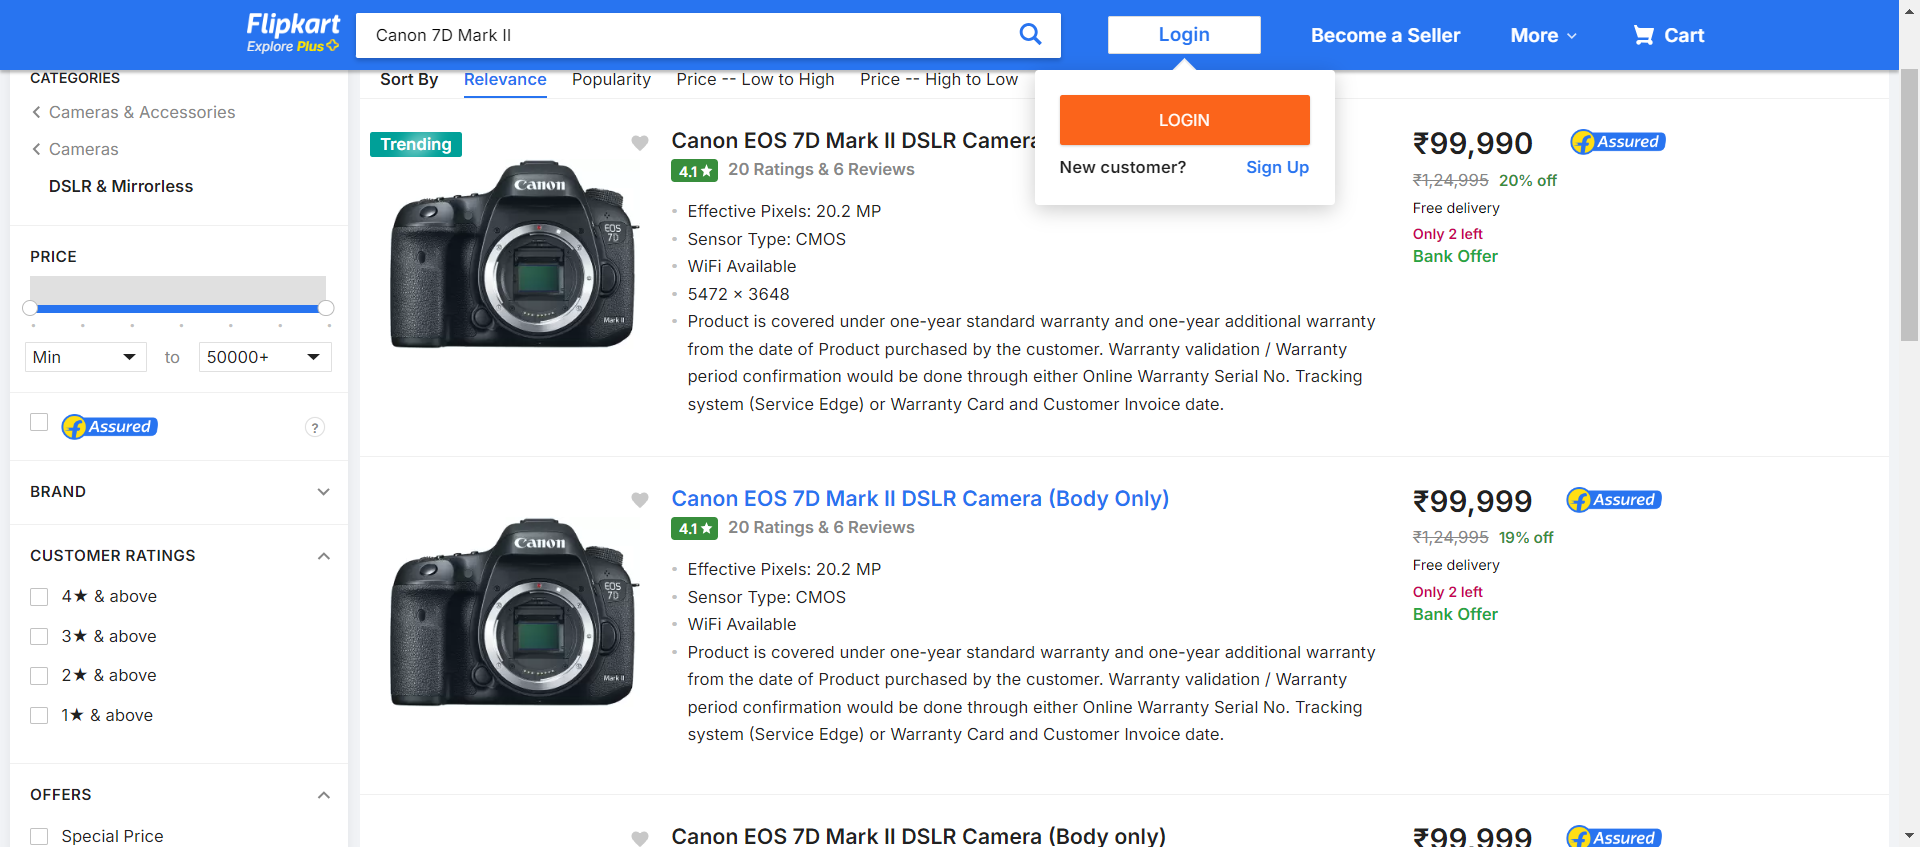 Flipkart
Explore Plus
Canon 7D Mark II
Login
Become a Seller
More
Cart
LOGIN
New customer? Sign Up
CATEGORIES
Cameras & Accessories
Cameras
DSLR & Mirrorless
PRICE
Min to 50000+
Assured
?
BRAND
CUSTOMER RATINGS
4★ & above
3★ & above
2★ & above
1★ & above
OFFERS
Special Price
Sort By Relevance Popularity Price -- Low to High Price -- High to Low
Trending
Canon
EOS
7D
Mark II
Canon EOS 7D Mark II DSLR Camera
4.1★ 20 Ratings & 6 Reviews
Effective Pixels: 20.2 MP
Sensor Type: CMOS
WiFi Available
5472 × 3648
Product is covered under one-year standard warranty and one-year additional warranty
from the date of Product purchased by the customer. Warranty validation / Warranty
period confirmation would be done through either Online Warranty Serial No. Tracking
system (Service Edge) or Warranty Card and Customer Invoice date.
₹99,990 Assured
₹1,24,995 20% off
Free delivery
Only 2 left
Bank Offer
Canon
EOS
7D
Mark II
Canon EOS 7D Mark II DSLR Camera (Body Only)
4.1★ 20 Ratings & 6 Reviews
Effective Pixels: 20.2 MP
Sensor Type: CMOS
WiFi Available
Product is covered under one-year standard warranty and one-year additional warranty
from the date of Product purchased by the customer. Warranty validation / Warranty
period confirmation would be done through either Online Warranty Serial No. Tracking
system (Service Edge) or Warranty Card and Customer Invoice date.
₹99,999 Assured
₹1,24,995 19% off
Free delivery
Only 2 left
Bank Offer
Canon EOS 7D Mark II DSLR Camera (Body only)
₹99,999 Assured